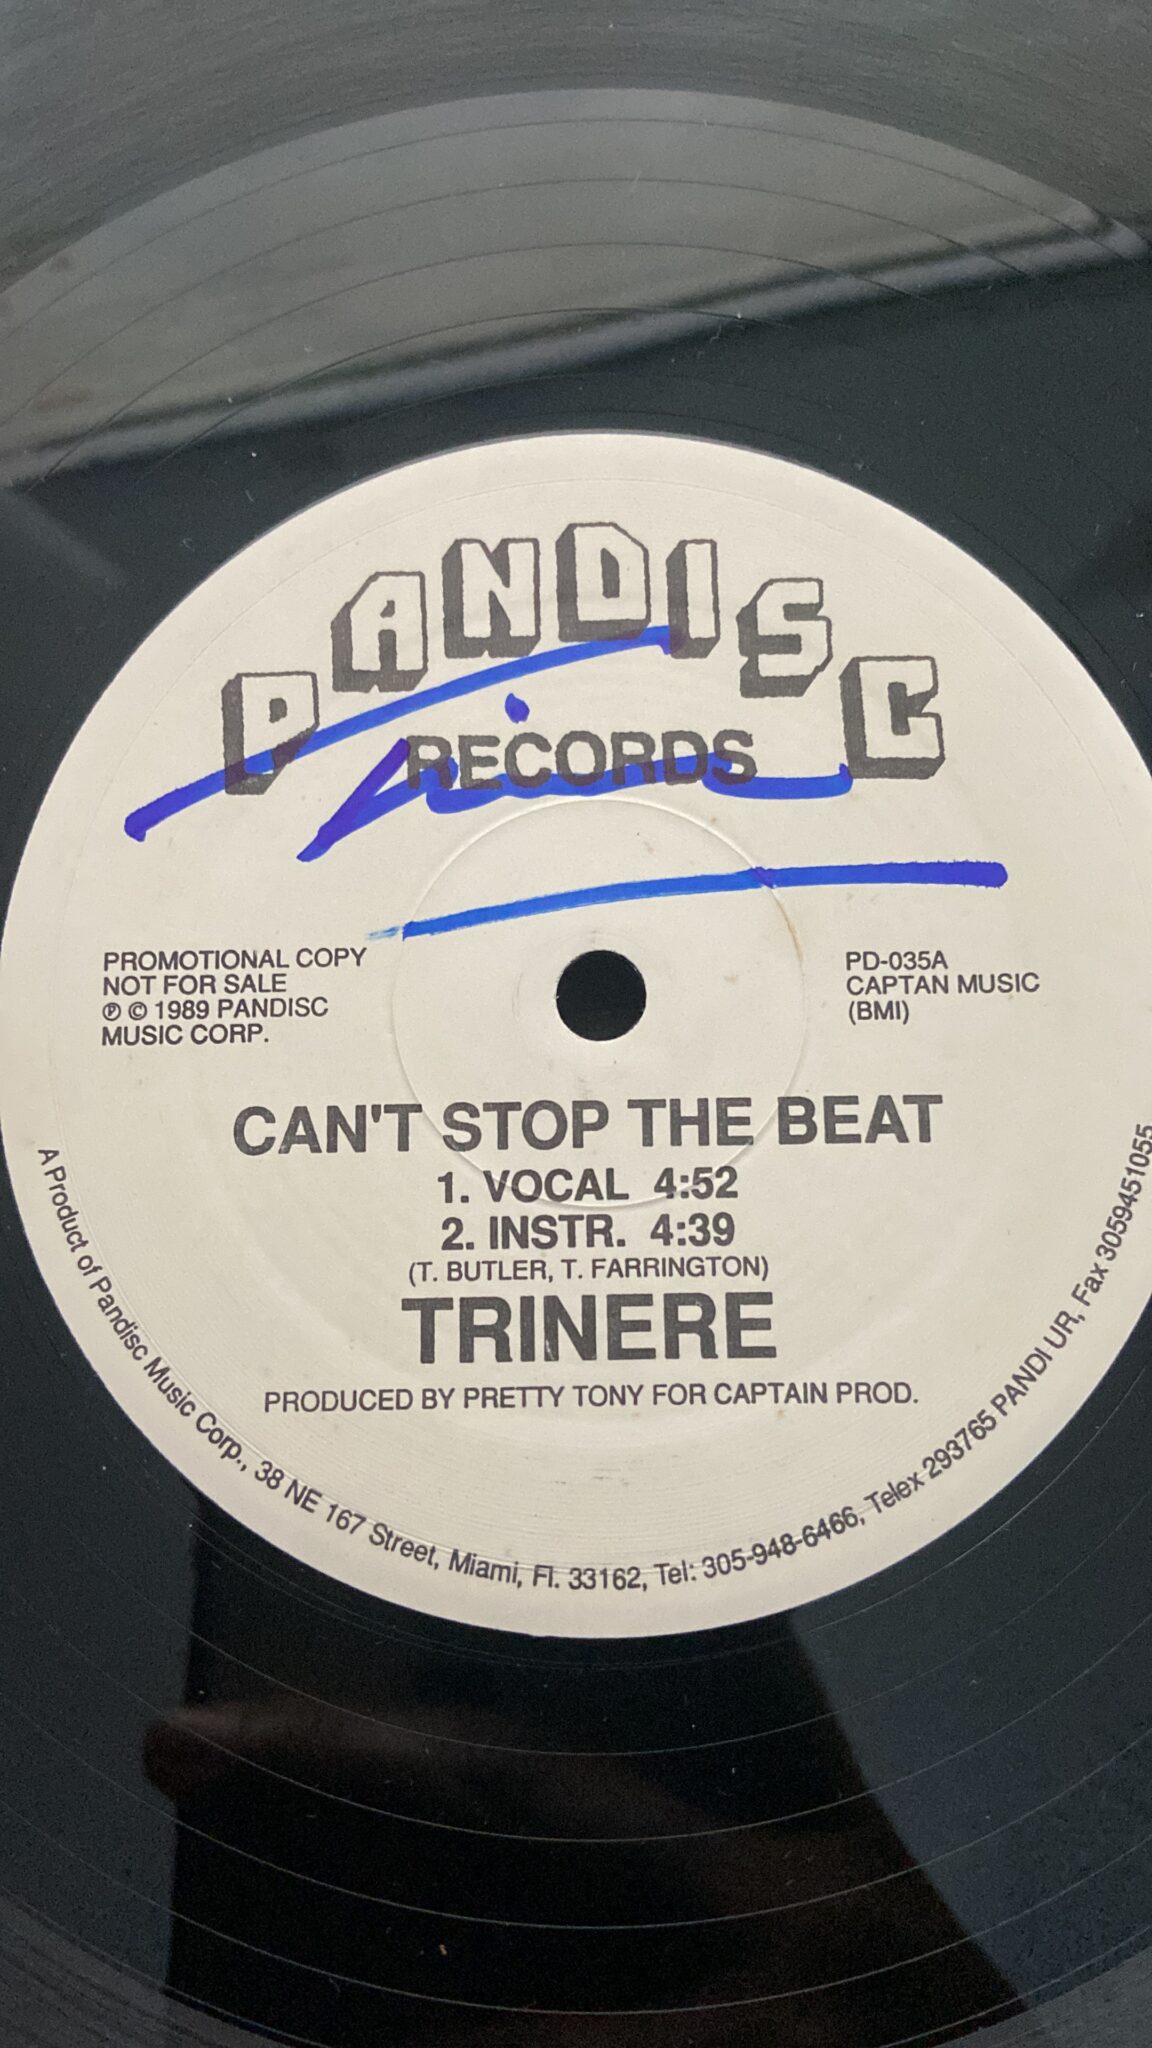 PANDISC
RECORDS
PROMOTIONAL COPY
NOT FOR SALE
℗ © 1989 PANDISC
MUSIC CORP.
PD-035A
CAPTAN MUSIC
(BMI)
CAN'T STOP THE BEAT
1. VOCAL 4:52
2. INSTR. 4:39
(T. BUTLER, T. FARRINGTON)
TRINERE
PRODUCED BY PRETTY TONY FOR CAPTAIN PROD.
A Product of Pandisc Music Corp., 38 NE 167 Street, Miami, Fl. 33162, Tel: 305-948-6466, Telex 293765 PANDI UR, Fax 3059451055